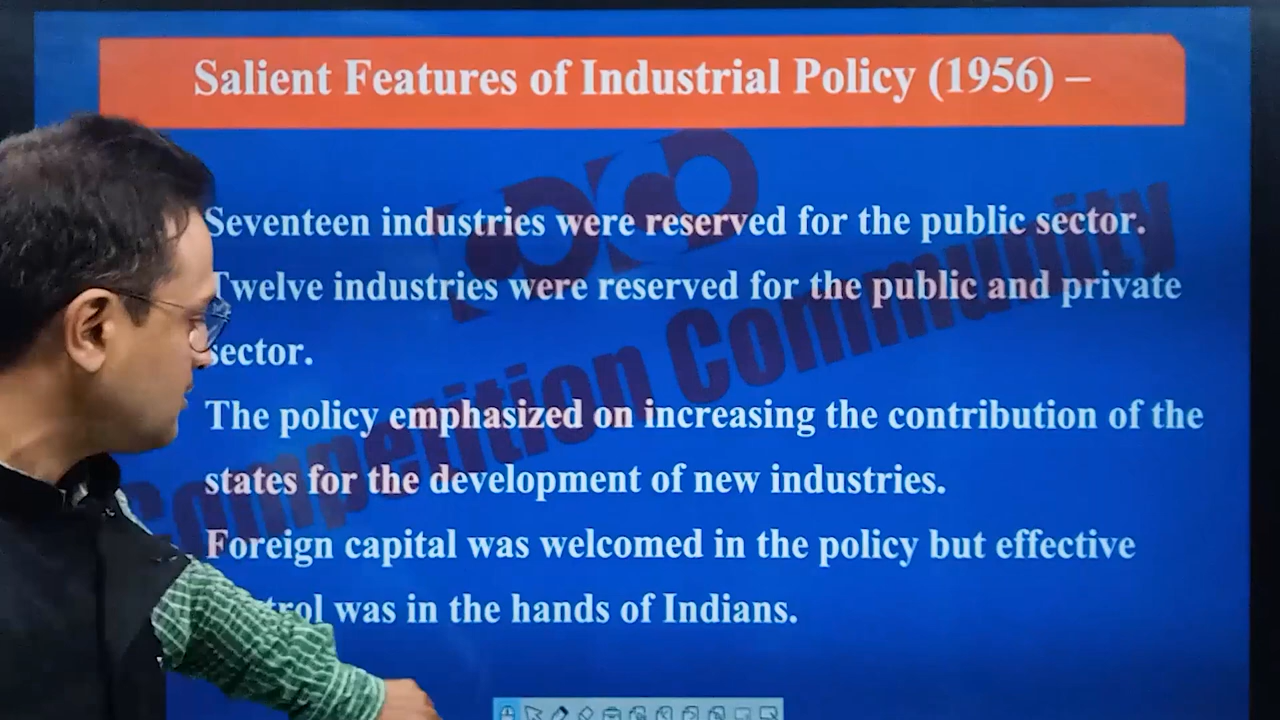 Salient Features of Industrial Policy (1956) –
Seventeen industries were reserved for the public sector.
Twelve industries were reserved for the public and private
sector.
The policy emphasized on increasing the contribution of the
states for the development of new industries.
Foreign capital was welcomed in the policy but effective
was in the hands of Indians.
Competition Community